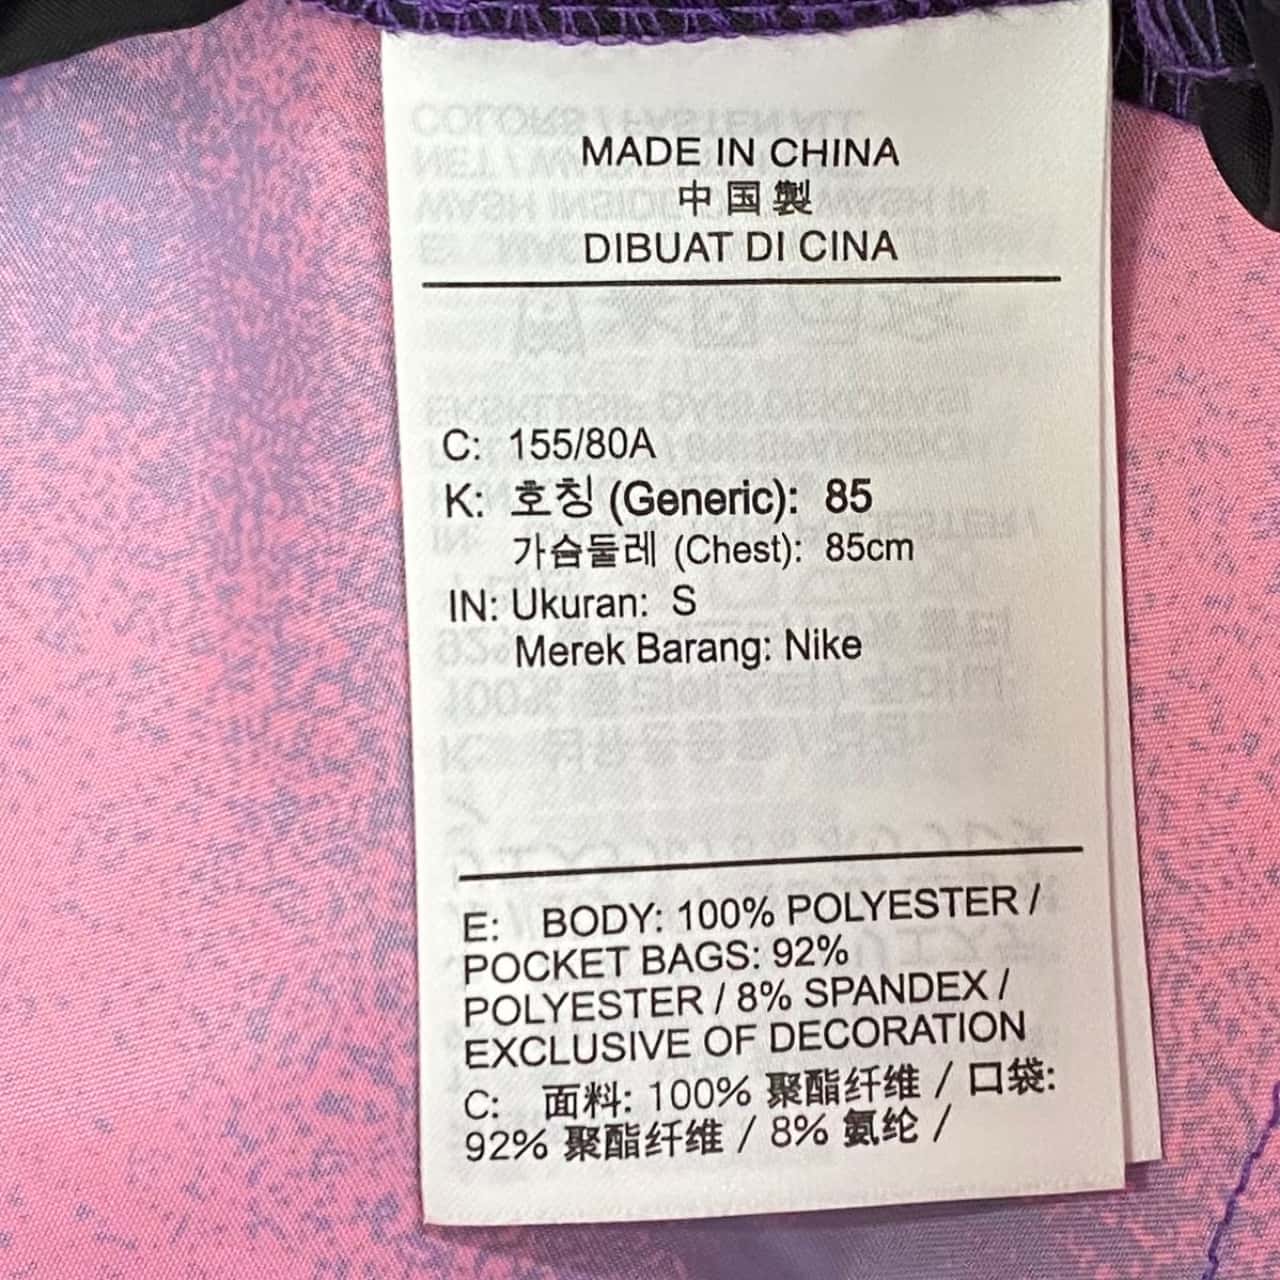 MADE IN CHINA
中国製
DIBUAT DI CINA
C: 155/80A
K: 호칭 (Generic): 85
가슴둘레 (Chest): 85cm
IN: Ukuran: S
Merek Barang: Nike
E: BODY: 100% POLYESTER /
POCKET BAGS: 92%
POLYESTER / 8% SPANDEX /
EXCLUSIVE OF DECORATION
C: 面料: 100% 聚酯纤维 / 口袋:
92% 聚酯纤维 / 8% 氨纶 /